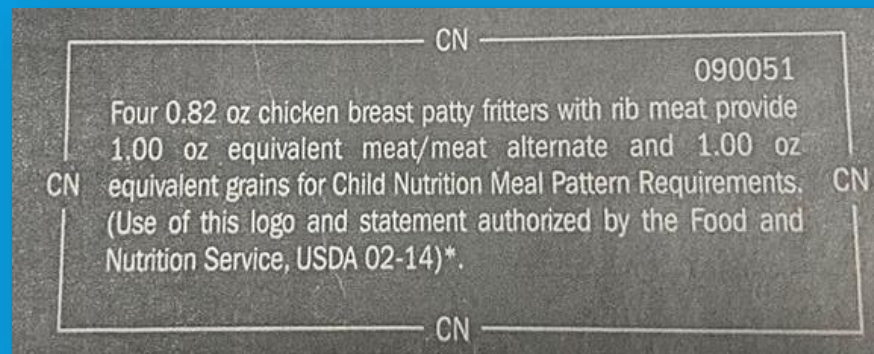 CN
090051
Four 0.82 oz chicken breast patty fritters with rib meat provide
1.00 oz equivalent meat/meat alternate and 1.00 oz
CN equivalent grains for Child Nutrition Meal Pattern Requirements. CN
(Use of this logo and statement authorized by the Food and
Nutrition Service, USDA 02-14)*.
CN